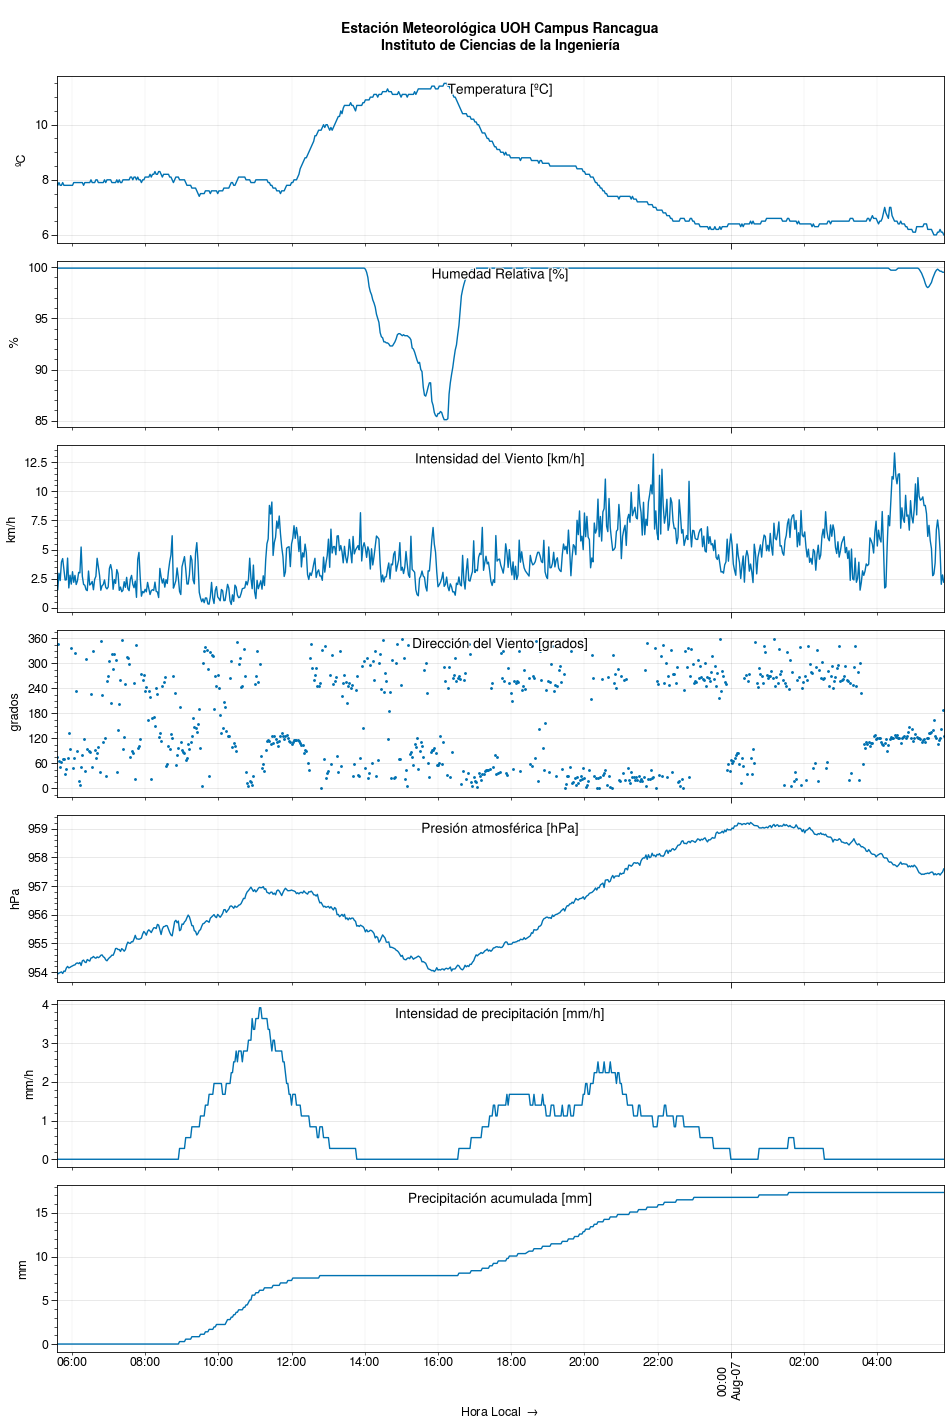 Estación Meteorológica UOH Campus Rancagua
Instituto de Ciencias de la Ingeniería
Temperatura [ºC]
ºC
10
8
6
Humedad Relativa [%]
%
100
95
90
85
Intensidad del Viento [km/h]
km/h
12.5
10
7.5
5
2.5
0
Dirección del Viento [grados]
grados
360
300
240
180
120
60
0
Presión atmosférica [hPa]
hPa
959
958
957
956
955
954
Intensidad de precipitación [mm/h]
mm/h
4
3
2
1
0
Precipitación acumulada [mm]
mm
15
10
5
0
06:00 08:00 10:00 12:00 14:00 16:00 18:00 20:00 22:00 00:00 02:00 04:00
Aug-07
Hora Local →